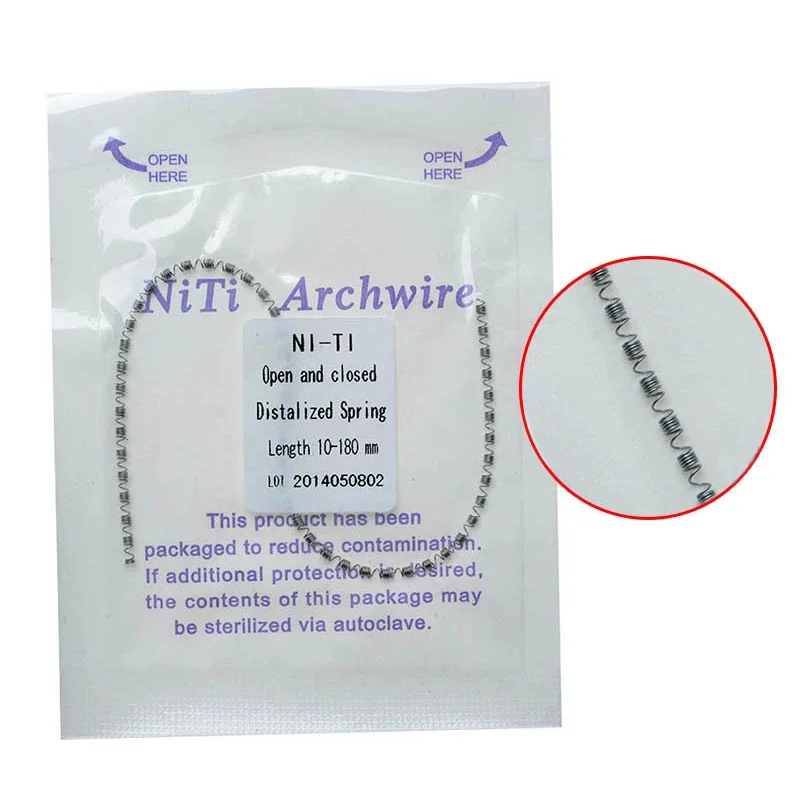 OPEN
HERE
OPEN
HERE
NiTi Archwire
NI-TI
Open and closed
Distalized Spring
Length 10-180 mm
LOT 2014050802
This product has been
packaged to reduce contamination.
If additional protection is desired,
the contents of this package may
be sterilized via autoclave.